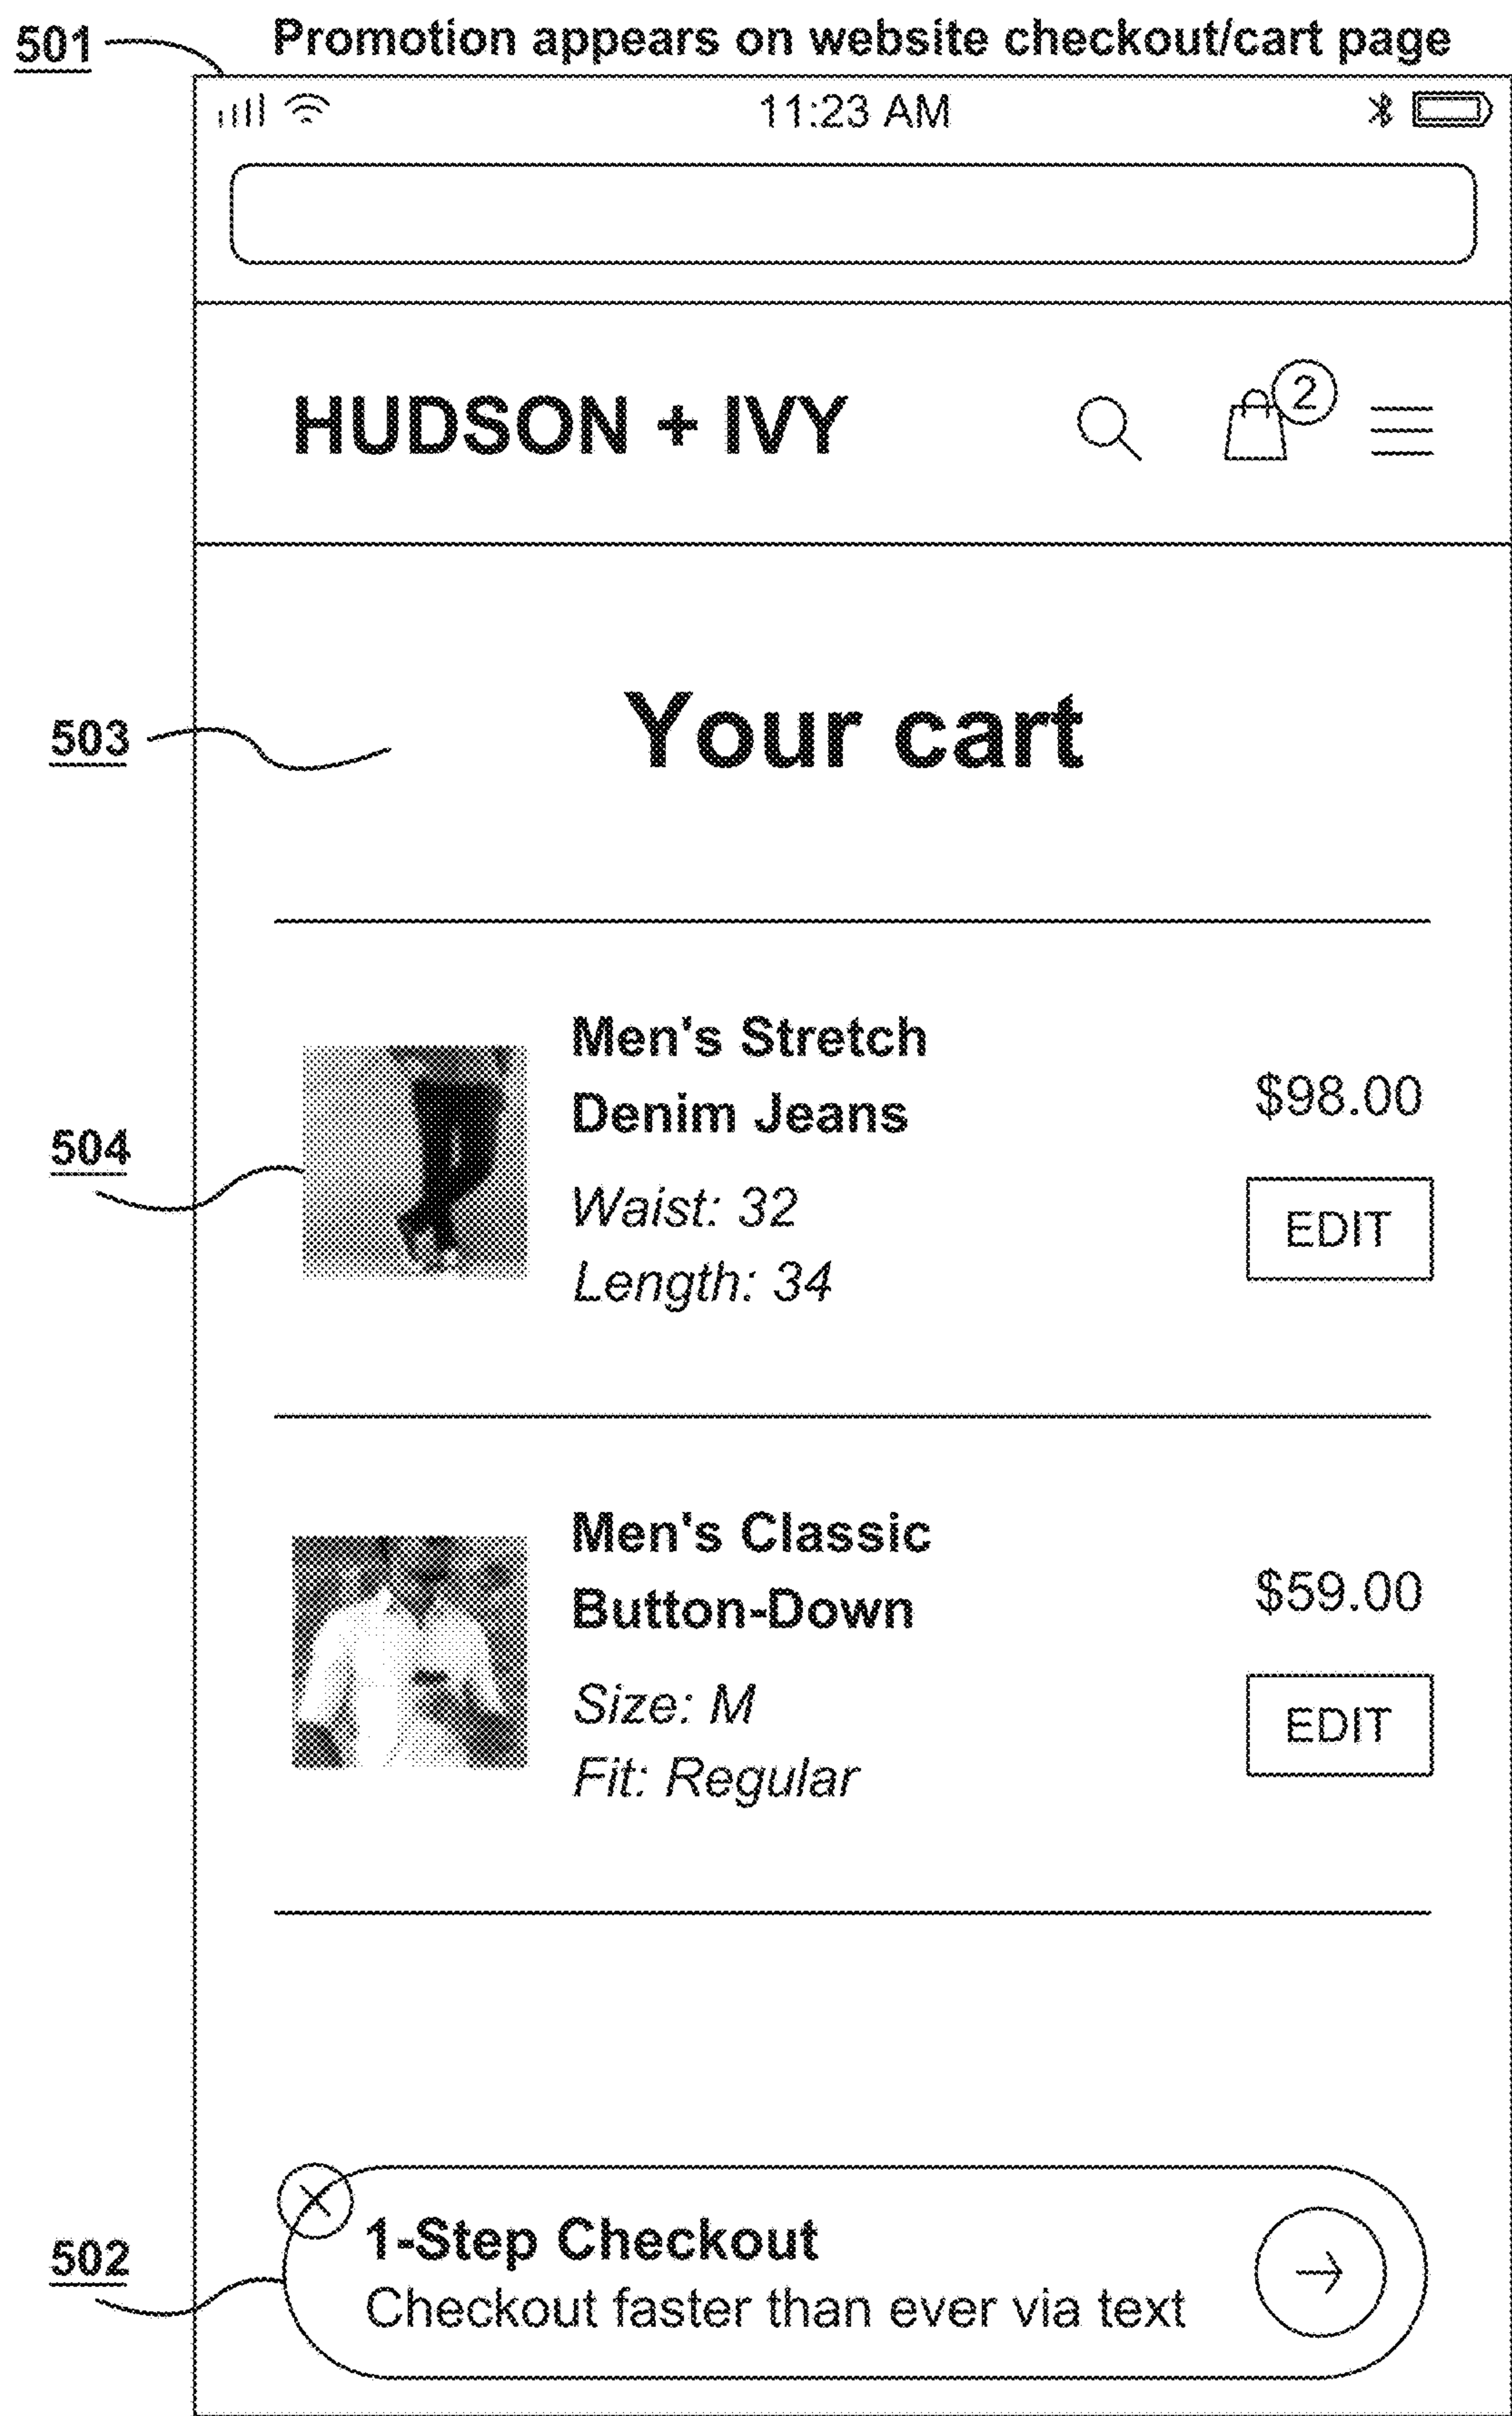 501
Promotion appears on website checkout/cart page
11:23 AM
HUDSON + IVY
2
503
Your cart
Men's Stretch
Denim Jeans
$98.00
504
Waist: 32
EDIT
Length: 34
Men's Classic
Button-Down
$59.00
Size: M
EDIT
Fit: Regular
502
1-Step Checkout
Checkout faster than ever via text